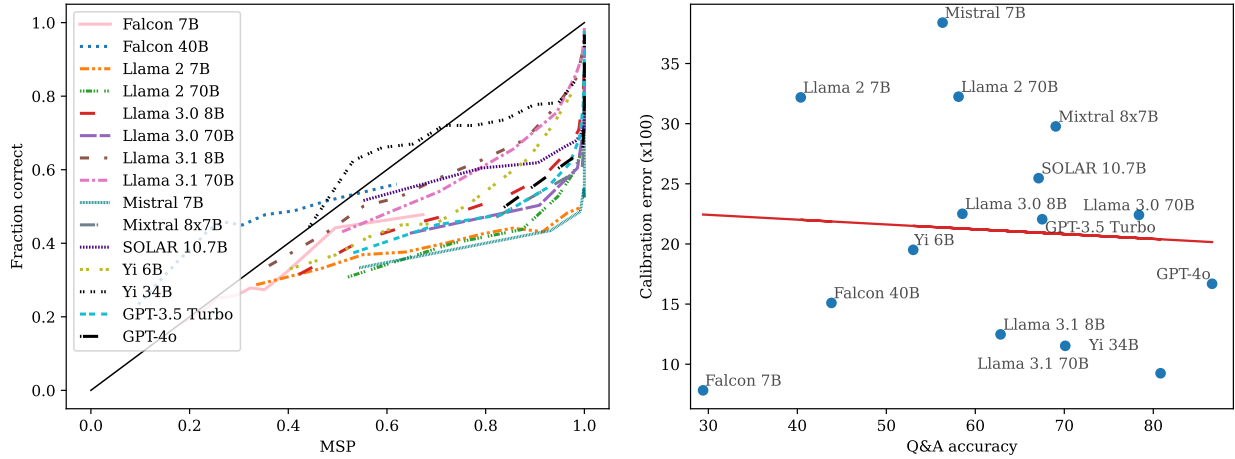 1.0
0.8
0.6
0.4
0.2
0.0
Fraction correct
Falcon 7B
Falcon 40B
Llama 2 7B
Llama 2 70B
Llama 3.0 8B
Llama 3.0 70B
Llama 3.1 8B
Llama 3.1 70B
Mistral 7B
Mixtral 8x7B
SOLAR 10.7B
Yi 6B
Yi 34B
GPT-3.5 Turbo
GPT-4o
0.0 0.2 0.4 0.6 0.8 1.0
MSP
35
30
25
20
15
10
Calibration error (x100)
Mistral 7B
Llama 2 7B
Llama 2 70B
Mixtral 8x7B
SOLAR 10.7B
Llama 3.0 8B
Llama 3.0 70B
GPT-3.5 Turbo
Yi 6B
GPT-4o
Falcon 40B
Llama 3.1 8B
Yi 34B
Llama 3.1 70B
Falcon 7B
30 40 50 60 70 80
Q&A accuracy